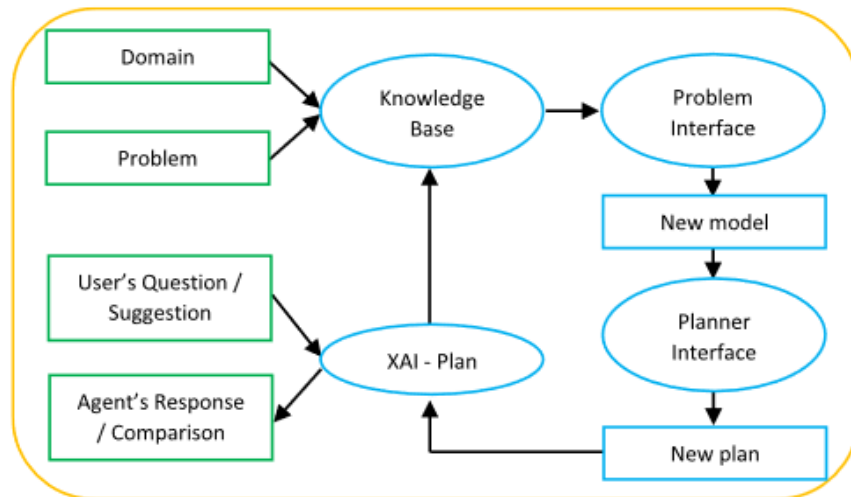 Domain
Knowledge
Base
Problem
Interface
Problem
New model
User's Question /
Suggestion
Planner
Interface
XAI - Plan
Agent's Response
/ Comparison
New plan